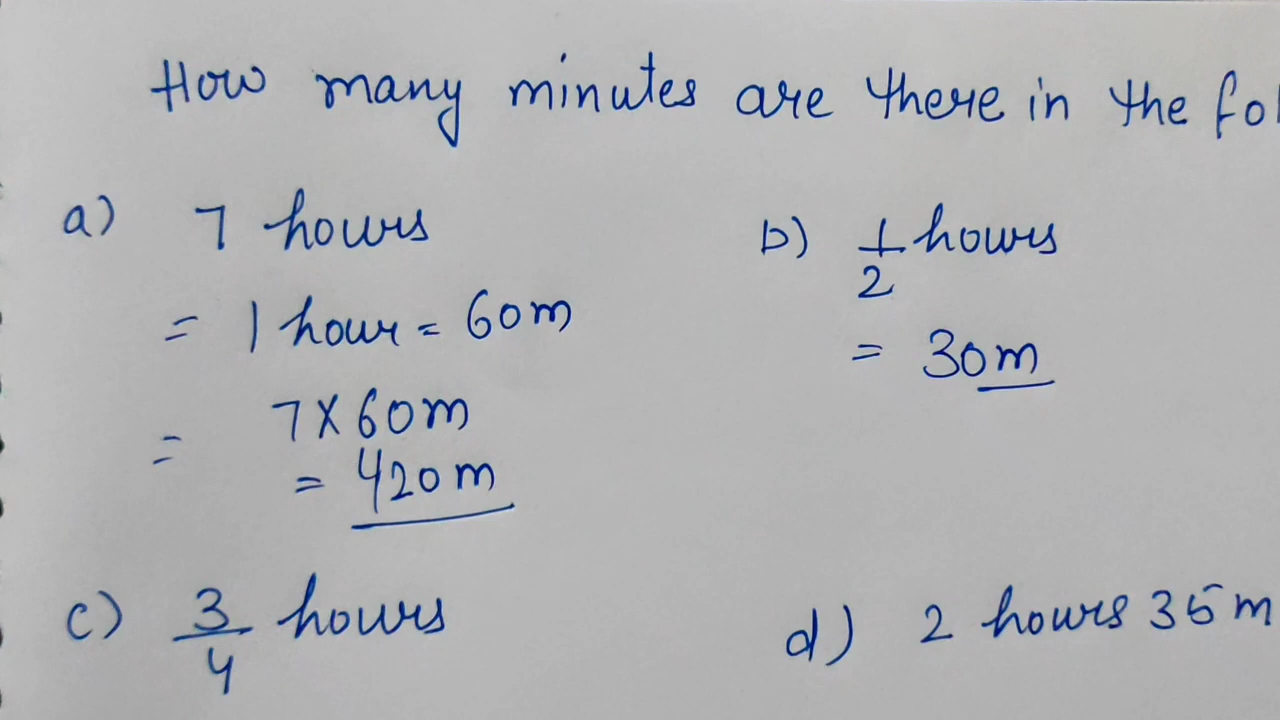 How many minutes are there in the fol
a) 7 hours
= 1 hour = 60m
= 7 X 60m
= 420m
b) 1/2 hours
= 30m
c) 3/4 hours
d) 2 hours 35m